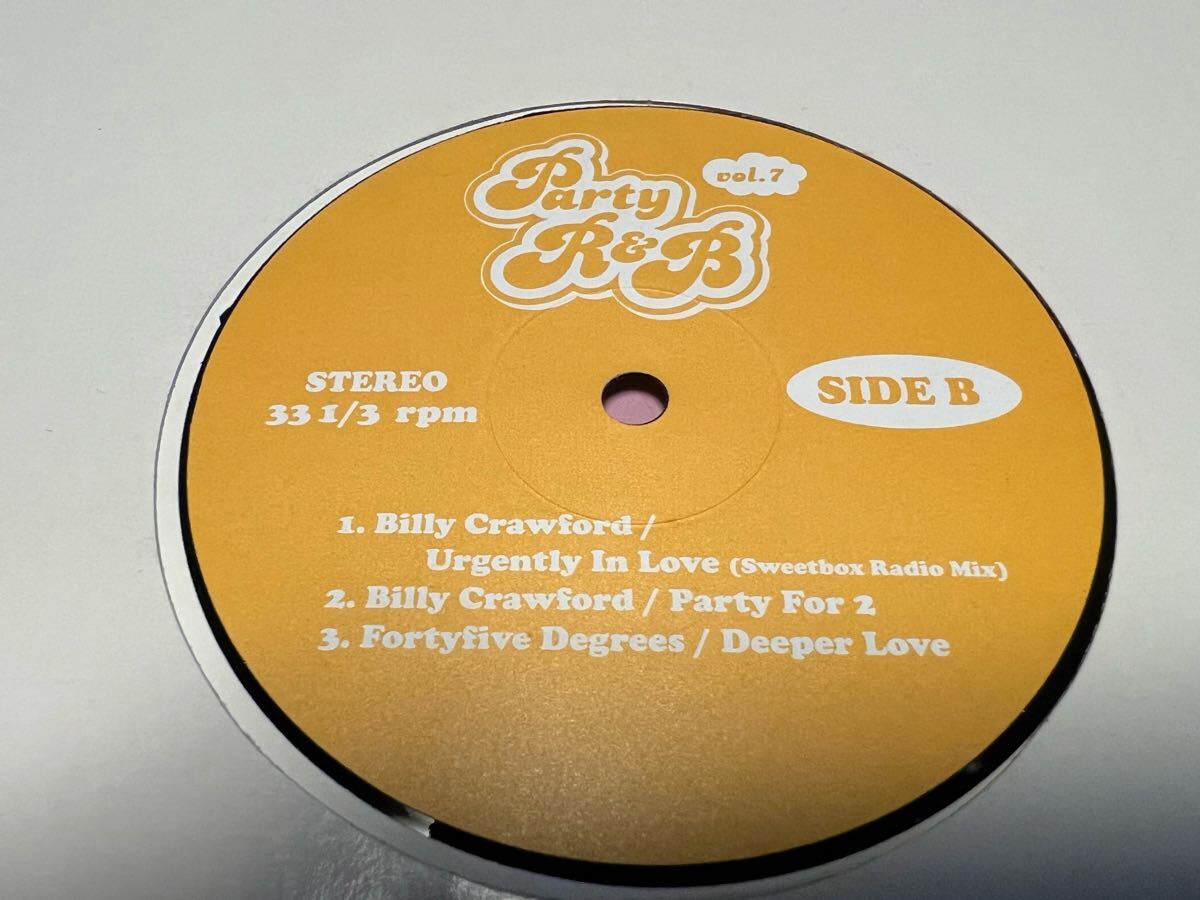 Party
vol.7
R&B
STEREO
33 1/3 rpm
SIDE B
1. Billy Crawford /
Urgently In Love (Sweetbox Radio Mix)
2. Billy Crawford / Party For 2
3. Fortyfive Degrees / Deeper Love